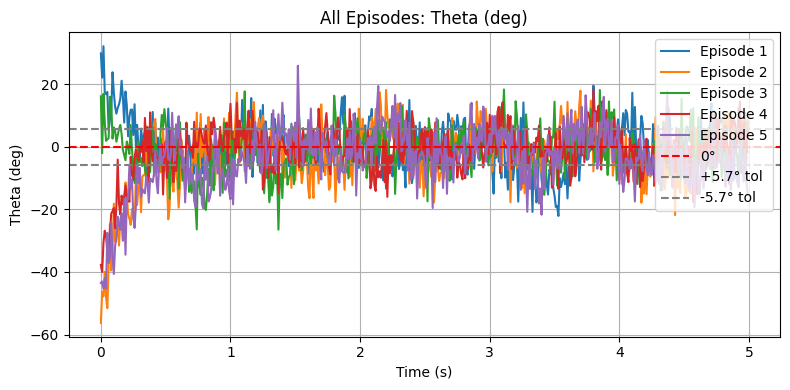 All Episodes: Theta (deg)
Theta (deg)
20
0
−20
−40
−60
0
1
2
3
4
5
Time (s)
Episode 1
Episode 2
Episode 3
Episode 4
Episode 5
0°
+5.7° tol
-5.7° tol